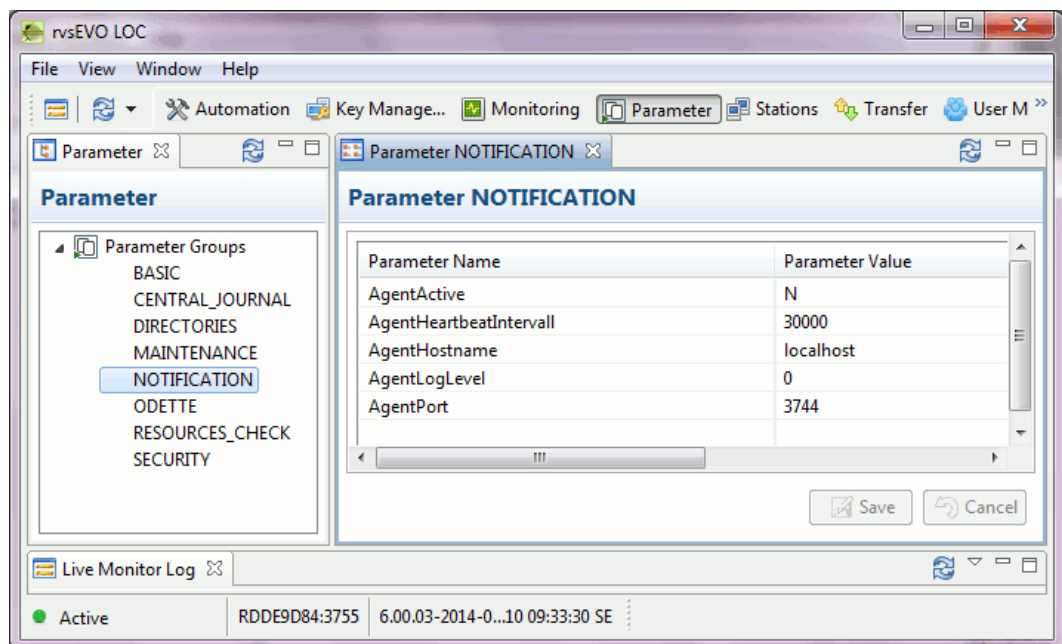 rvsEVO LOC
File View Window Help
Automation Key Manage... Monitoring Parameter Stations Transfer User M »
Parameter
Parameter NOTIFICATION
Parameter
Parameter NOTIFICATION
Parameter Groups
BASIC
CENTRAL_JOURNAL
DIRECTORIES
MAINTENANCE
NOTIFICATION
ODETTE
RESOURCES_CHECK
SECURITY
Parameter Name Parameter Value
AgentActive N
AgentHeartbeatIntervall 30000
AgentHostname localhost
AgentLogLevel 0
AgentPort 3744
Save Cancel
Live Monitor Log
Active RDDE9D84:3755 6.00.03-2014-0...10 09:33:30 SE